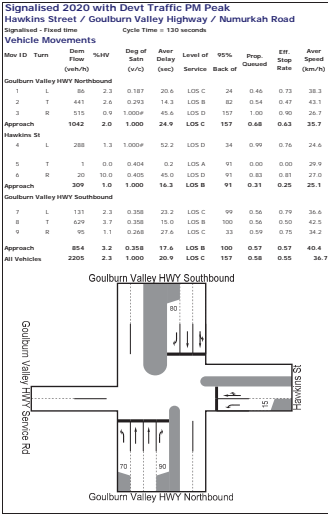 Signalised 2020 with Devt Traffic PM Peak
Hawkins Street / Goulburn Valley Highway / Numurkah Road
Signalised - Fixed time Cycle Time = 130 seconds
Vehicle Movements
Mov ID Turn Dem Flow (veh/h) %HV Deg of Satn (v/c) Aver Delay (sec) Level of Service 95% Back of Prop. Queued Eff. Stop Rate Aver Speed (km/h)
Goulburn Valley HWY Northbound
1 L 86 2.3 0.187 20.6 LOS C 24 0.46 0.73 38.3
2 T 441 2.6 0.293 14.3 LOS B 82 0.54 0.47 43.1
3 R 515 0.9 1.000# 45.6 LOS D 157 1.00 0.90 26.7
Approach 1042 2.0 1.000 24.9 LOS C 157 0.68 0.63 35.7
Hawkins St
4 L 288 1.3 1.000# 52.2 LOS D 34 0.99 0.76 24.6
5 T 1 0.0 0.404 0.2 LOS A 91 0.00 0.00 29.9
6 R 20 10.0 0.404 45.0 LOS D 91 0.83 0.81 27.0
Approach 309 1.0 1.000 16.3 LOS B 91 0.31 0.25 25.1
Goulburn Valley HWY Southbound
7 L 131 2.3 0.358 23.2 LOS C 99 0.56 0.79 36.6
8 T 629 3.7 0.358 15.0 LOS B 100 0.56 0.50 42.5
9 R 95 1.1 0.268 27.6 LOS C 33 0.59 0.75 34.2
Approach 854 3.2 0.358 17.6 LOS B 100 0.57 0.57 40.4
All Vehicles 2205 2.3 1.000 20.9 LOS C 157 0.58 0.55 36.7
Goulburn Valley HWY Southbound
80
Goulburn Valley HWY Service Rd
Hawkins St
15
70 90
Goulburn Valley HWY Northbound